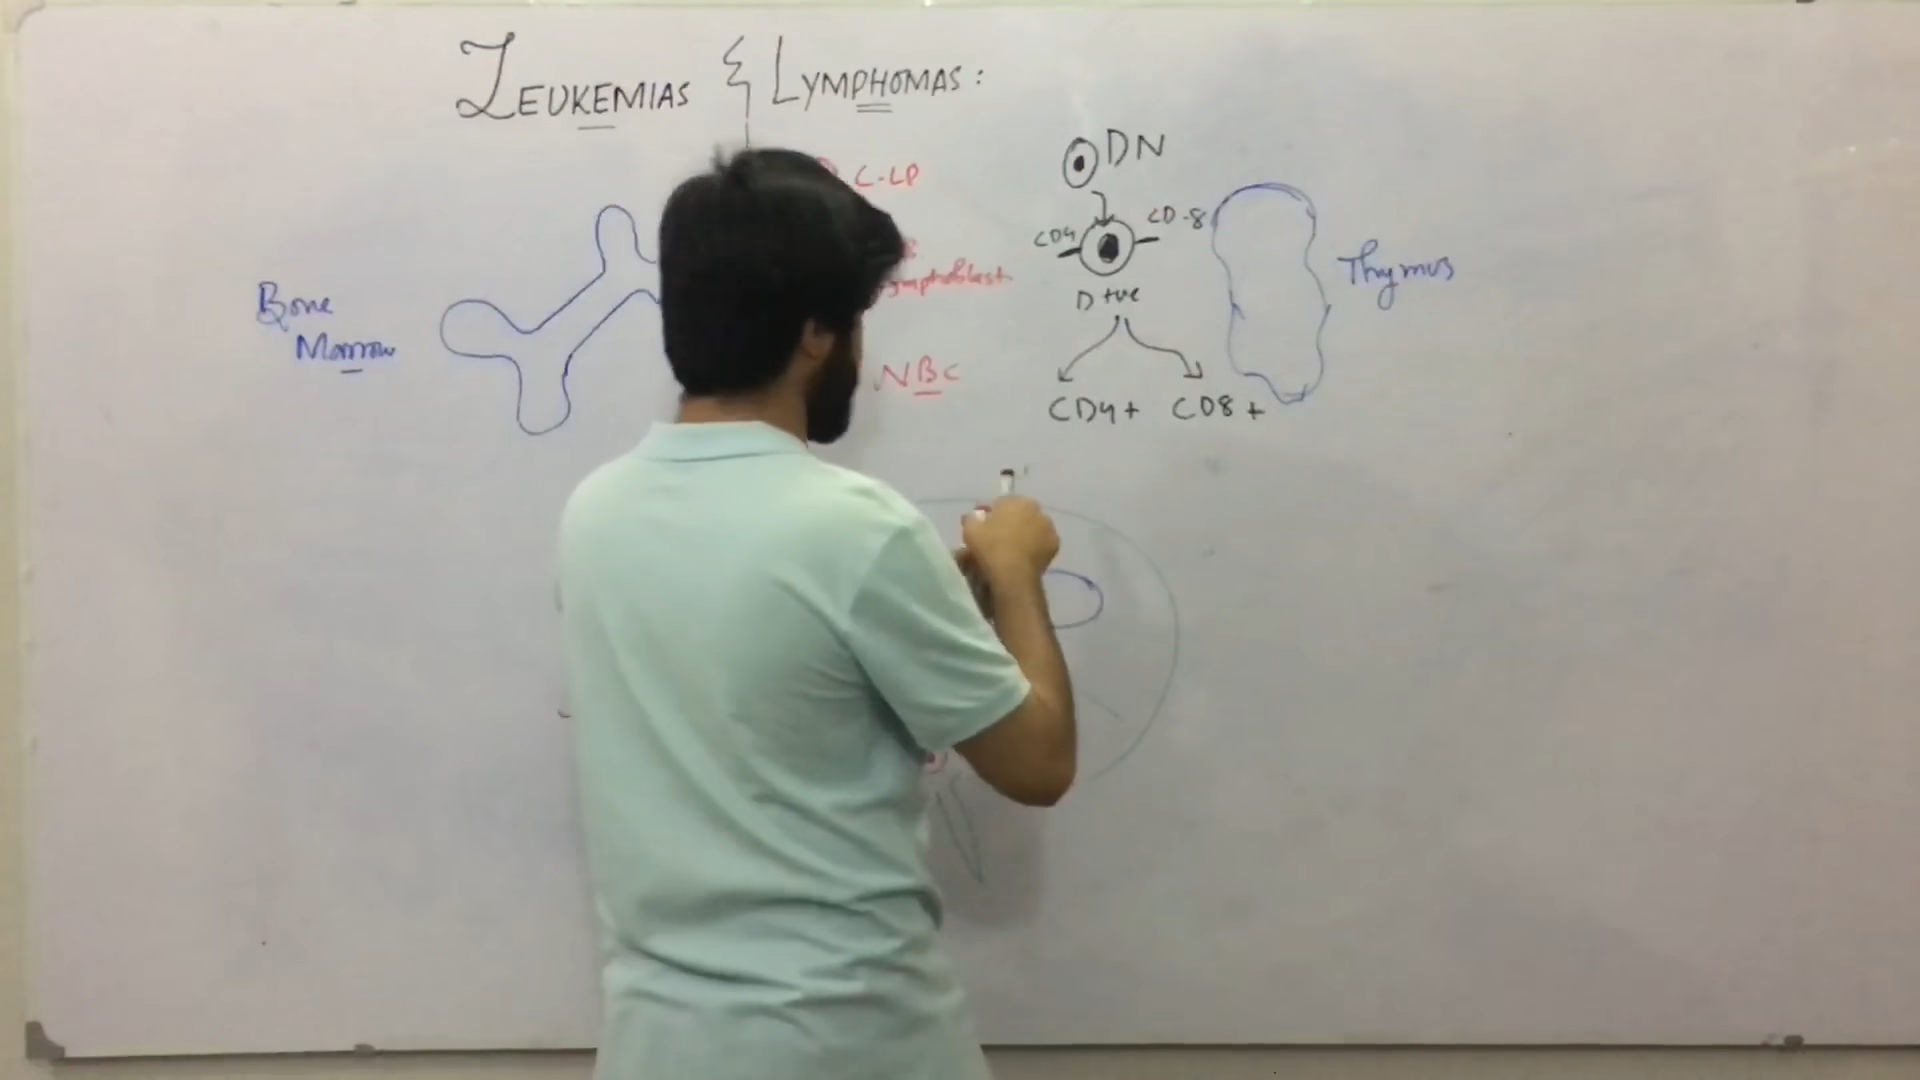 LEUKEMIAS & LYMPHOMAS:
C-LP
NBC
Bone
Marrow
DN
CD4 CD-8
D+ve
CD4+ CD8+
Thymus